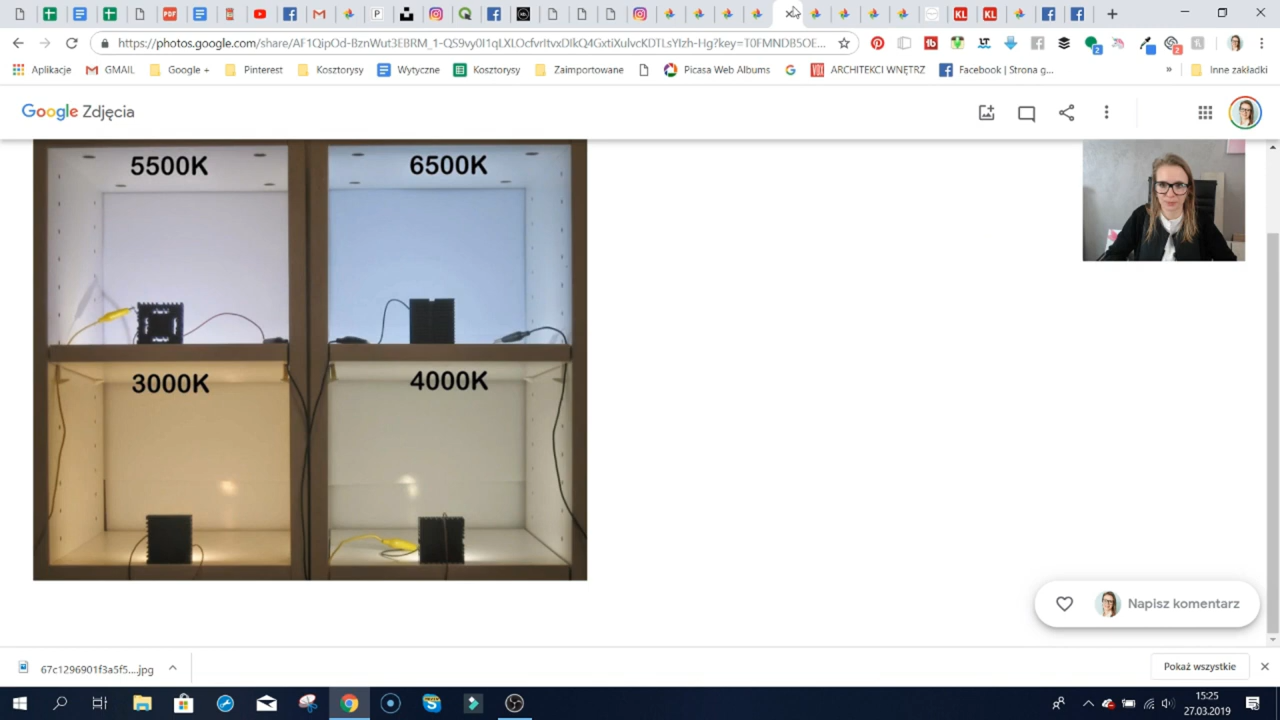 https://photos.google.com/share/AF1QipOd-BznWut3EBRM_1-QS9vy0I1qLXLOcfvrItvxDIkQ4GxtiXulvcKDTLsYIzh-Hg?key=T0FMNDB5OE...
Aplikacje GMAIL Google + Pinterest Kosztorysy Wytyczne Kosztorysy Zaimportowane Picasa Web Albums ARCHITEKCI WNĘTRZ Facebook | Strona g... » Inne zakładki
Google Zdjęcia
5500K 6500K
3000K 4000K
Napisz komentarz
67c1296901f3a5f5....jpg Pokaż wszystkie
15:25
27.03.2019